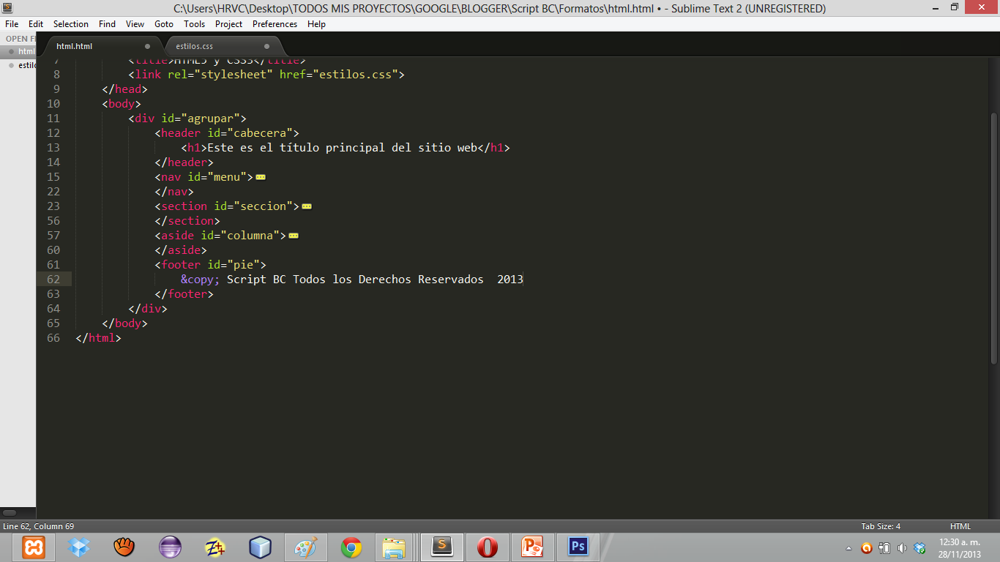 C:\Users\HRVC\Desktop\TODOS MIS PROYECTOS\GOOGLE\BLOGGER\Script BC\Formatos\html.html • - Sublime Text 2 (UNREGISTERED)
File Edit Selection Find View Goto Tools Project Preferences Help
OPEN FI
html
estilo
html.html
estilos.css
7 <title>HTML5 y CSS3</title>
8 <link rel="stylesheet" href="estilos.css">
9 </head>
10 <body>
11 <div id="agrupar">
12 <header id="cabecera">
13 <h1>Este es el título principal del sitio web</h1>
14 </header>
15 <nav id="menu">
22 </nav>
23 <section id="seccion">
56 </section>
57 <aside id="columna">
60 </aside>
61 <footer id="pie">
62 &copy; Script BC Todos los Derechos Reservados  2013
63 </footer>
64 </div>
65 </body>
66 </html>
Line 62, Column 69
Tab Size: 4
HTML
12:30 a. m.
28/11/2013